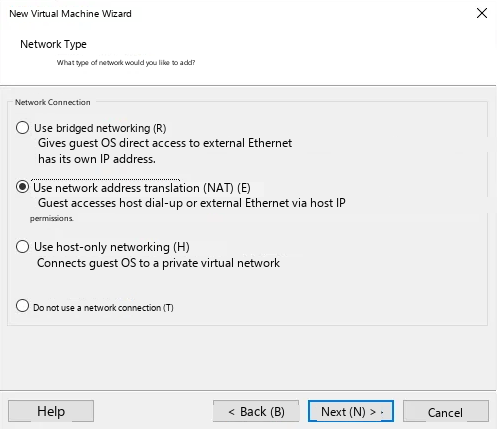 New Virtual Machine Wizard
Network Type
What type of network would you like to add?
Network Connection
Use bridged networking (R)
Gives guest OS direct access to external Ethernet
has its own IP address.
Use network address translation (NAT) (E)
Guest accesses host dial-up or external Ethernet via host IP
permissions.
Use host-only networking (H)
Connects guest OS to a private virtual network
Do not use a network connection (T)
Help
< Back (B)
Next (N) > ·
Cancel